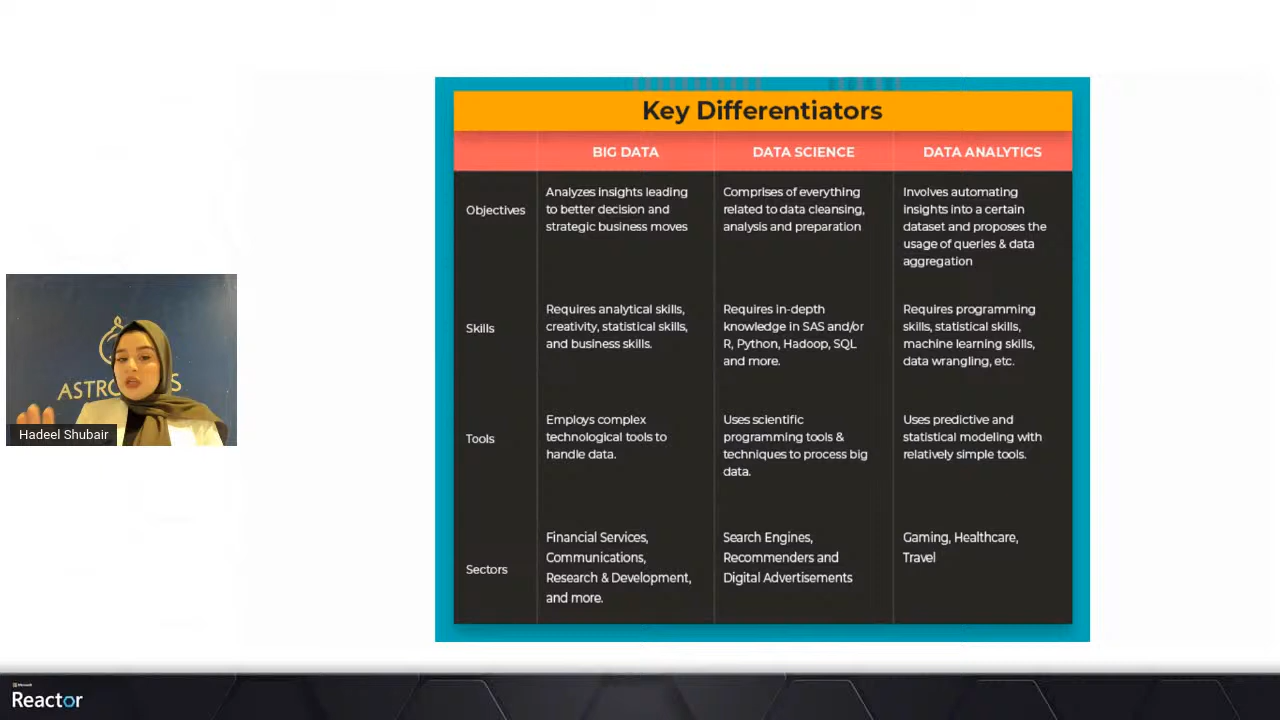 Key Differentiators
BIG DATA
DATA SCIENCE
DATA ANALYTICS
Objectives
Analyzes insights leading
to better decision and
strategic business moves
Comprises of everything
related to data cleansing,
analysis and preparation
Involves automating
insights into a certain
dataset and proposes the
usage of queries & data
aggregation
Skills
Requires analytical skills,
creativity, statistical skills,
and business skills.
Requires in-depth
knowledge in SAS and/or
R, Python, Hadoop, SQL
and more.
Requires programming
skills, statistical skills,
machine learning skills,
data wrangling, etc.
Tools
Employs complex
technological tools to
handle data.
Uses scientific
programming tools &
techniques to process big
data.
Uses predictive and
statistical modeling with
relatively simple tools.
Sectors
Financial Services,
Communications,
Research & Development,
and more.
Search Engines,
Recommenders and
Digital Advertisements
Gaming, Healthcare,
Travel
Hadeel Shubair
Microsoft
Reactor